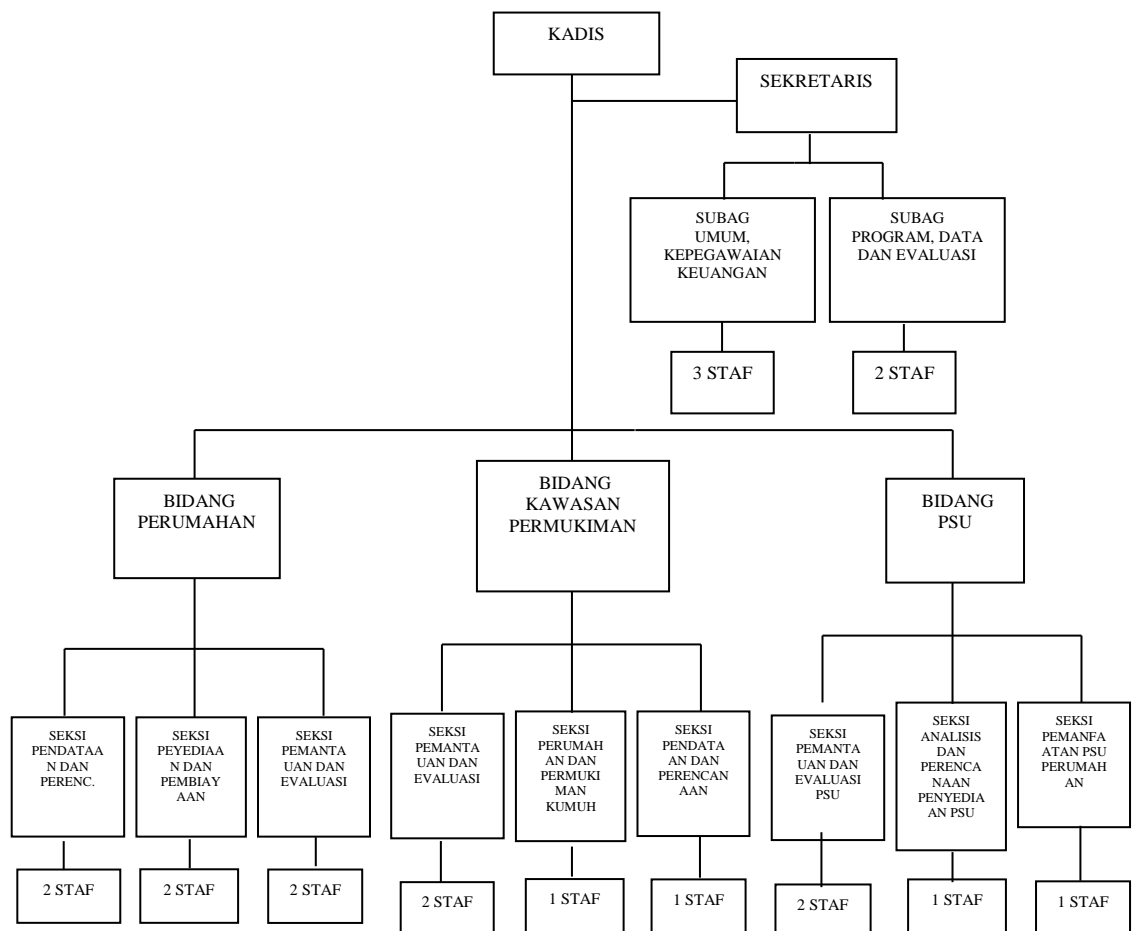 KADIS
SEKRETARIS
SUBAG
UMUM,
KEPEGAWAIAN
KEUANGAN
SUBAG
PROGRAM, DATA
DAN EVALUASI
3 STAF
2 STAF
BIDANG
PERUMAHAN
BIDANG
KAWASAN
PERMUKIMAN
BIDANG
PSU
SEKSI
PENDATAA
N DAN
PERENC.
SEKSI
PEYEDIAA
N DAN
PEMBIAY
AAN
SEKSI
PEMANTA
UAN DAN
EVALUASI
SEKSI
PEMANTA
UAN DAN
EVALUASI
SEKSI
PERUMAH
AN DAN
PERMUKI
MAN
KUMUH
SEKSI
PENDATA
AN DAN
PERENCAN
AAN
SEKSI
PEMANTA
UAN DAN
EVALUASI
PSU
SEKSI
ANALISIS
DAN
PERENCA
NAAN
PENYEDIA
AN PSU
SEKSI
PEMANFA
ATAN PSU
PERUMAH
AN
2 STAF
2 STAF
2 STAF
2 STAF
1 STAF
1 STAF
2 STAF
1 STAF
1 STAF